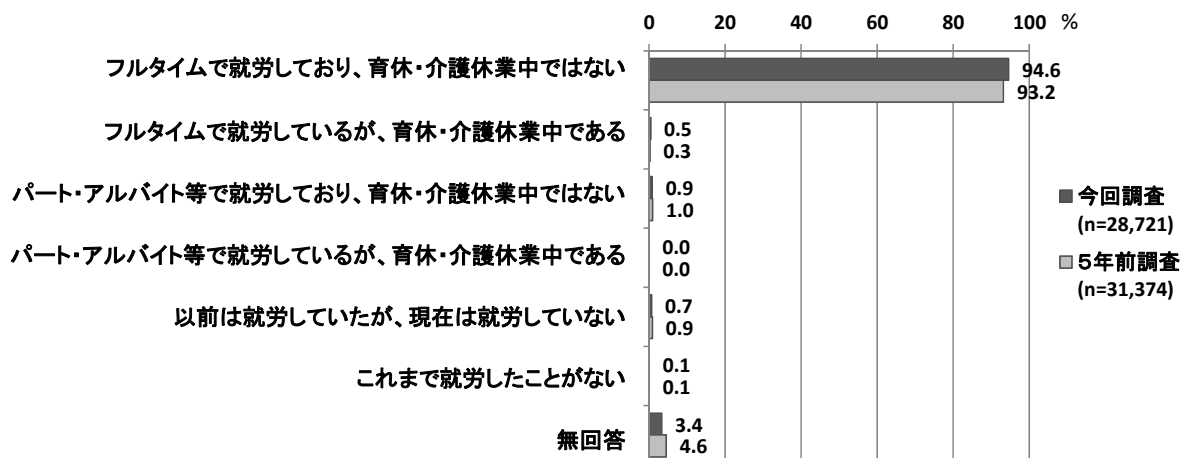 0 20 40 60 80 100 %
フルタイムで就労しており、育休・介護休業中ではない 94.6
93.2
フルタイムで就労しているが、育休・介護休業中である 0.5
0.3
パート・アルバイト等で就労しており、育休・介護休業中ではない 0.9
1.0
パート・アルバイト等で就労しているが、育休・介護休業中である 0.0
0.0
以前は就労していたが、現在は就労していない 0.7
0.9
これまで就労したことがない 0.1
0.1
無回答 3.4
4.6
今回調査
(n=28,721)
５年前調査
(n=31,374)